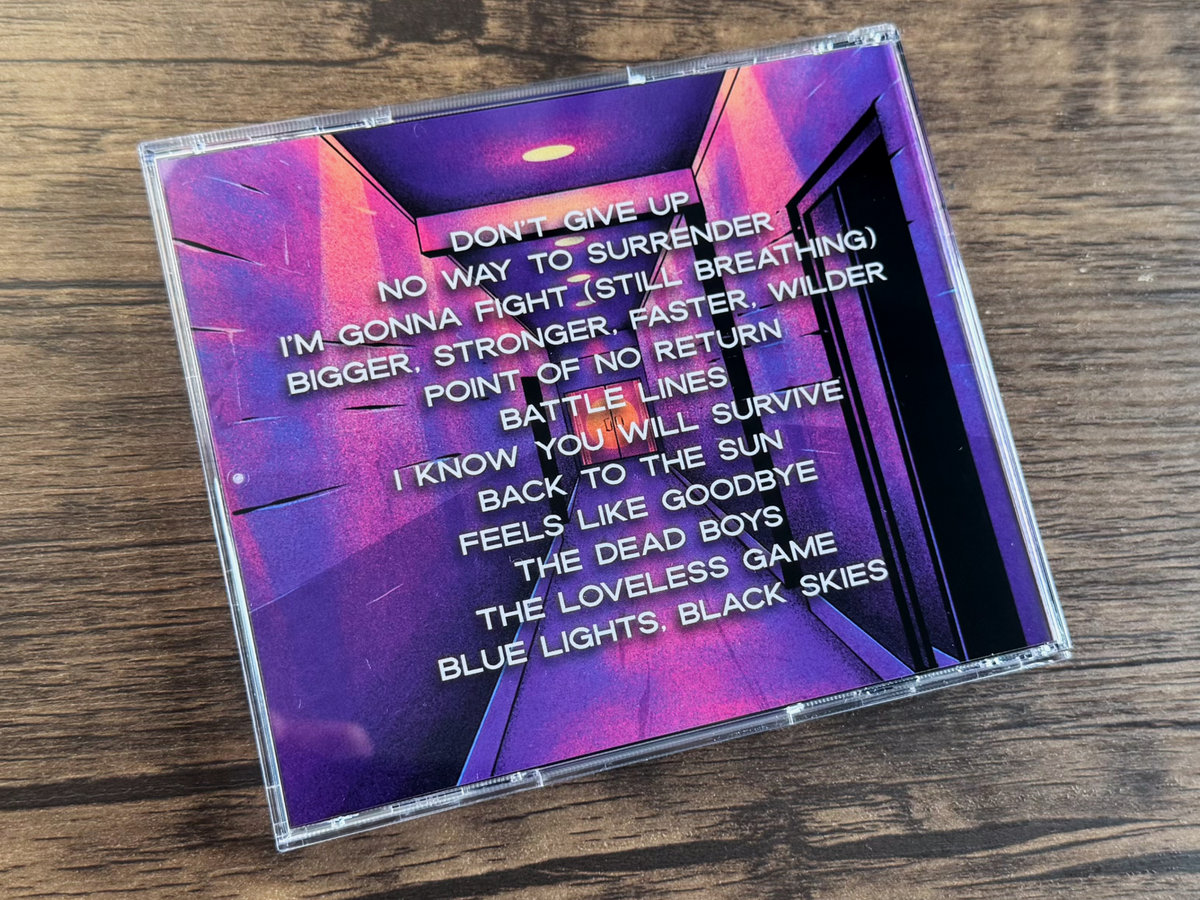 DON'T GIVE UP
NO WAY TO SURRENDER
I'M GONNA FIGHT (STILL BREATHING)
BIGGER, STRONGER, FASTER, WILDER
POINT OF NO RETURN
BATTLE LINES
I KNOW YOU WILL SURVIVE
BACK TO THE SUN
FEELS LIKE GOODBYE
THE DEAD BOYS
THE LOVELESS GAME
BLUE LIGHTS, BLACK SKIES